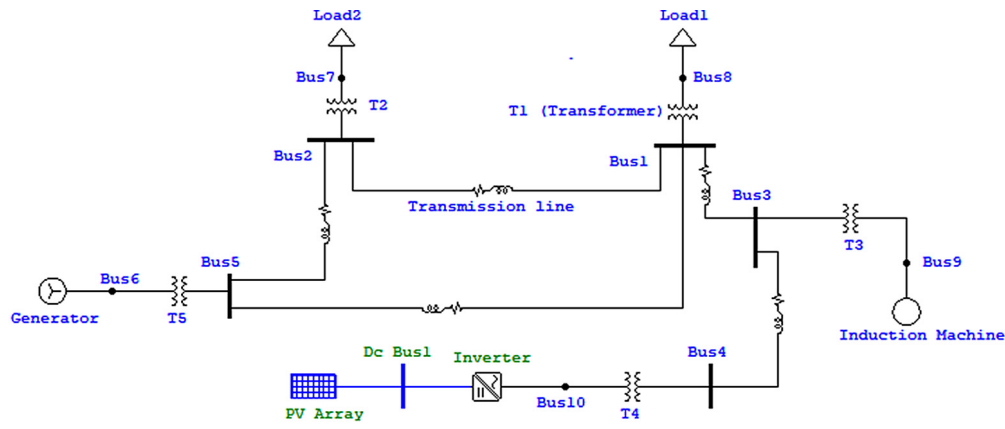 Load2
Load1
Bus7
Bus8
T2
T1 (Transformer)
Bus2
Bus1
Bus3
Transmission line
T3
Bus5
Bus6
Bus9
Generator
T5
Induction Machine
Dc Bus1
Inverter
Bus4
PV Array
Bus10
T4